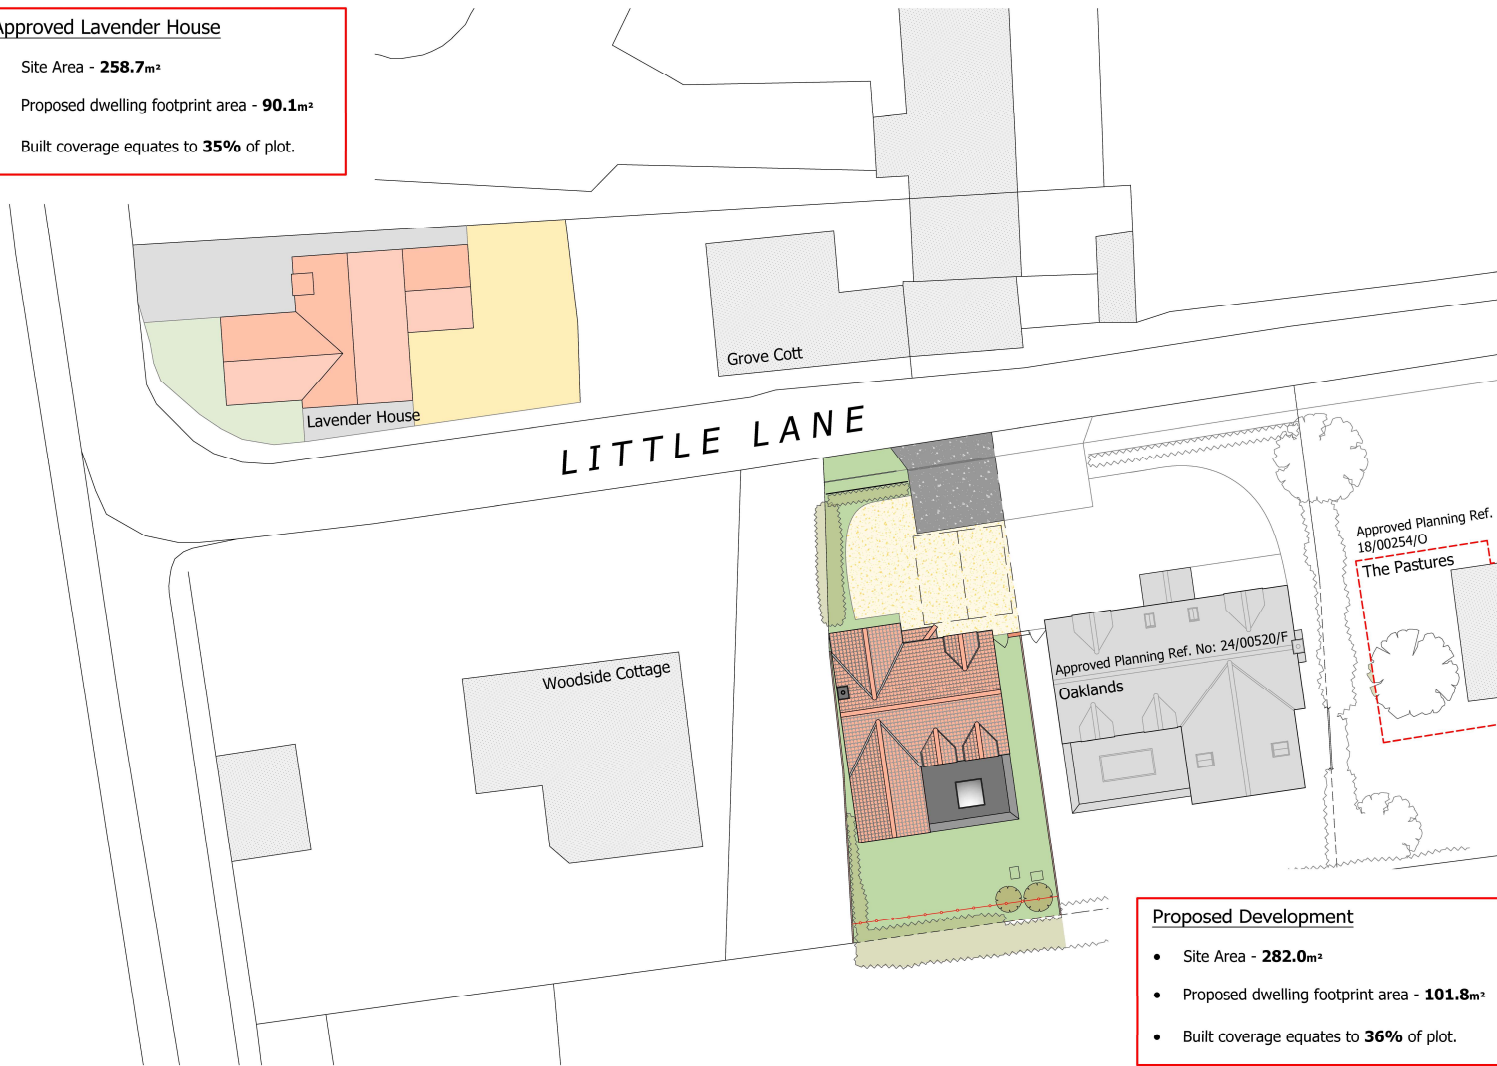 Approved Lavender House
Site Area - 258.7m²
Proposed dwelling footprint area - 90.1m²
Built coverage equates to 35% of plot.
Grove Cott
Lavender House
LITTLE LANE
Approved Planning Ref.
18/00254/O
The Pastures
Woodside Cottage
Approved Planning Ref. No: 24/00520/F
Oaklands
Proposed Development
• Site Area - 282.0m²
• Proposed dwelling footprint area - 101.8m²
• Built coverage equates to 36% of plot.